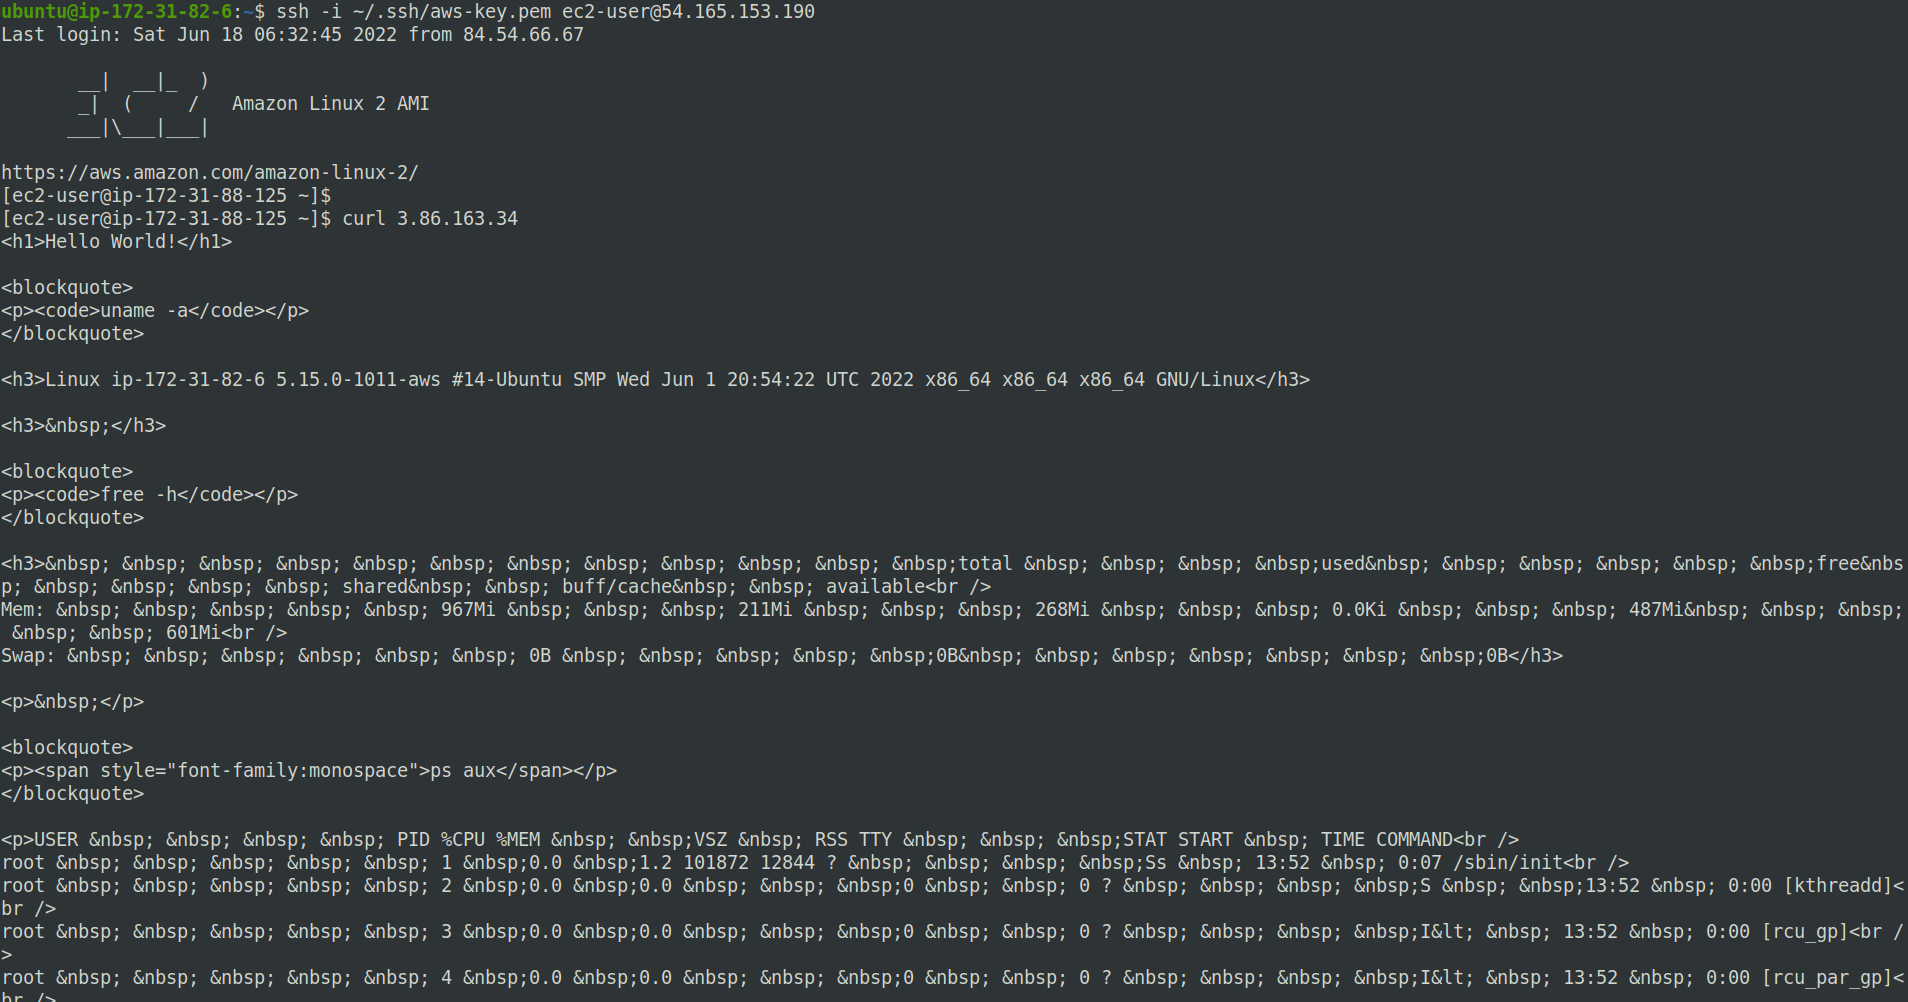 ubuntu@ip-172-31-82-6:~$ ssh -i ~/.ssh/aws-key.pem ec2-user@54.165.153.190
Last login: Sat Jun 18 06:32:45 2022 from 84.54.66.67

       __|  __|_  )
       _|  (     /   Amazon Linux 2 AMI
      ___|\___|___|

https://aws.amazon.com/amazon-linux-2/
[ec2-user@ip-172-31-88-125 ~]$
[ec2-user@ip-172-31-88-125 ~]$ curl 3.86.163.34
<h1>Hello World!</h1>

<blockquote>
<p><code>uname -a</code></p>
</blockquote>

<h3>Linux ip-172-31-82-6 5.15.0-1011-aws #14-Ubuntu SMP Wed Jun 1 20:54:22 UTC 2022 x86_64 x86_64 x86_64 GNU/Linux</h3>

<h3>&nbsp;</h3>

<blockquote>
<p><code>free -h</code></p>
</blockquote>

<h3>&nbsp; &nbsp; &nbsp; &nbsp; &nbsp; &nbsp; &nbsp; &nbsp; &nbsp; &nbsp; &nbsp; &nbsp;total &nbsp; &nbsp; &nbsp; &nbsp;used&nbsp; &nbsp; &nbsp; &nbsp; &nbsp; &nbsp;free&nbs
p; &nbsp; &nbsp; &nbsp; &nbsp; shared&nbsp; &nbsp; buff/cache&nbsp; &nbsp; available<br />
Mem: &nbsp; &nbsp; &nbsp; &nbsp; &nbsp; 967Mi &nbsp; &nbsp; &nbsp; 211Mi &nbsp; &nbsp; &nbsp; 268Mi &nbsp; &nbsp; &nbsp; 0.0Ki &nbsp; &nbsp; &nbsp; 487Mi&nbsp; &nbsp; &nbsp;
 &nbsp; &nbsp; 601Mi<br />
Swap: &nbsp; &nbsp; &nbsp; &nbsp; &nbsp; &nbsp; 0B &nbsp; &nbsp; &nbsp; &nbsp; &nbsp;0B&nbsp; &nbsp; &nbsp; &nbsp; &nbsp; &nbsp; &nbsp;0B</h3>

<p>&nbsp;</p>

<blockquote>
<p><span style="font-family:monospace">ps aux</span></p>
</blockquote>

<p>USER &nbsp; &nbsp; &nbsp; &nbsp; PID %CPU %MEM &nbsp; &nbsp;VSZ &nbsp; RSS TTY &nbsp; &nbsp; &nbsp;STAT START &nbsp; TIME COMMAND<br />
root &nbsp; &nbsp; &nbsp; &nbsp; &nbsp; 1 &nbsp;0.0 &nbsp;1.2 101872 12844 ? &nbsp; &nbsp; &nbsp; &nbsp;Ss &nbsp; 13:52 &nbsp; 0:07 /sbin/init<br />
root &nbsp; &nbsp; &nbsp; &nbsp; &nbsp; 2 &nbsp;0.0 &nbsp;0.0 &nbsp; &nbsp; &nbsp;0 &nbsp; &nbsp; 0 ? &nbsp; &nbsp; &nbsp; &nbsp;S &nbsp; &nbsp;13:52 &nbsp; 0:00 [kthreadd]<
br />
root &nbsp; &nbsp; &nbsp; &nbsp; &nbsp; 3 &nbsp;0.0 &nbsp;0.0 &nbsp; &nbsp; &nbsp;0 &nbsp; &nbsp; 0 ? &nbsp; &nbsp; &nbsp; &nbsp;I&lt; &nbsp; 13:52 &nbsp; 0:00 [rcu_gp]<br /
>
root &nbsp; &nbsp; &nbsp; &nbsp; &nbsp; 4 &nbsp;0.0 &nbsp;0.0 &nbsp; &nbsp; &nbsp;0 &nbsp; &nbsp; 0 ? &nbsp; &nbsp; &nbsp; &nbsp;I&lt; &nbsp; 13:52 &nbsp; 0:00 [rcu_par_gp]<
br />